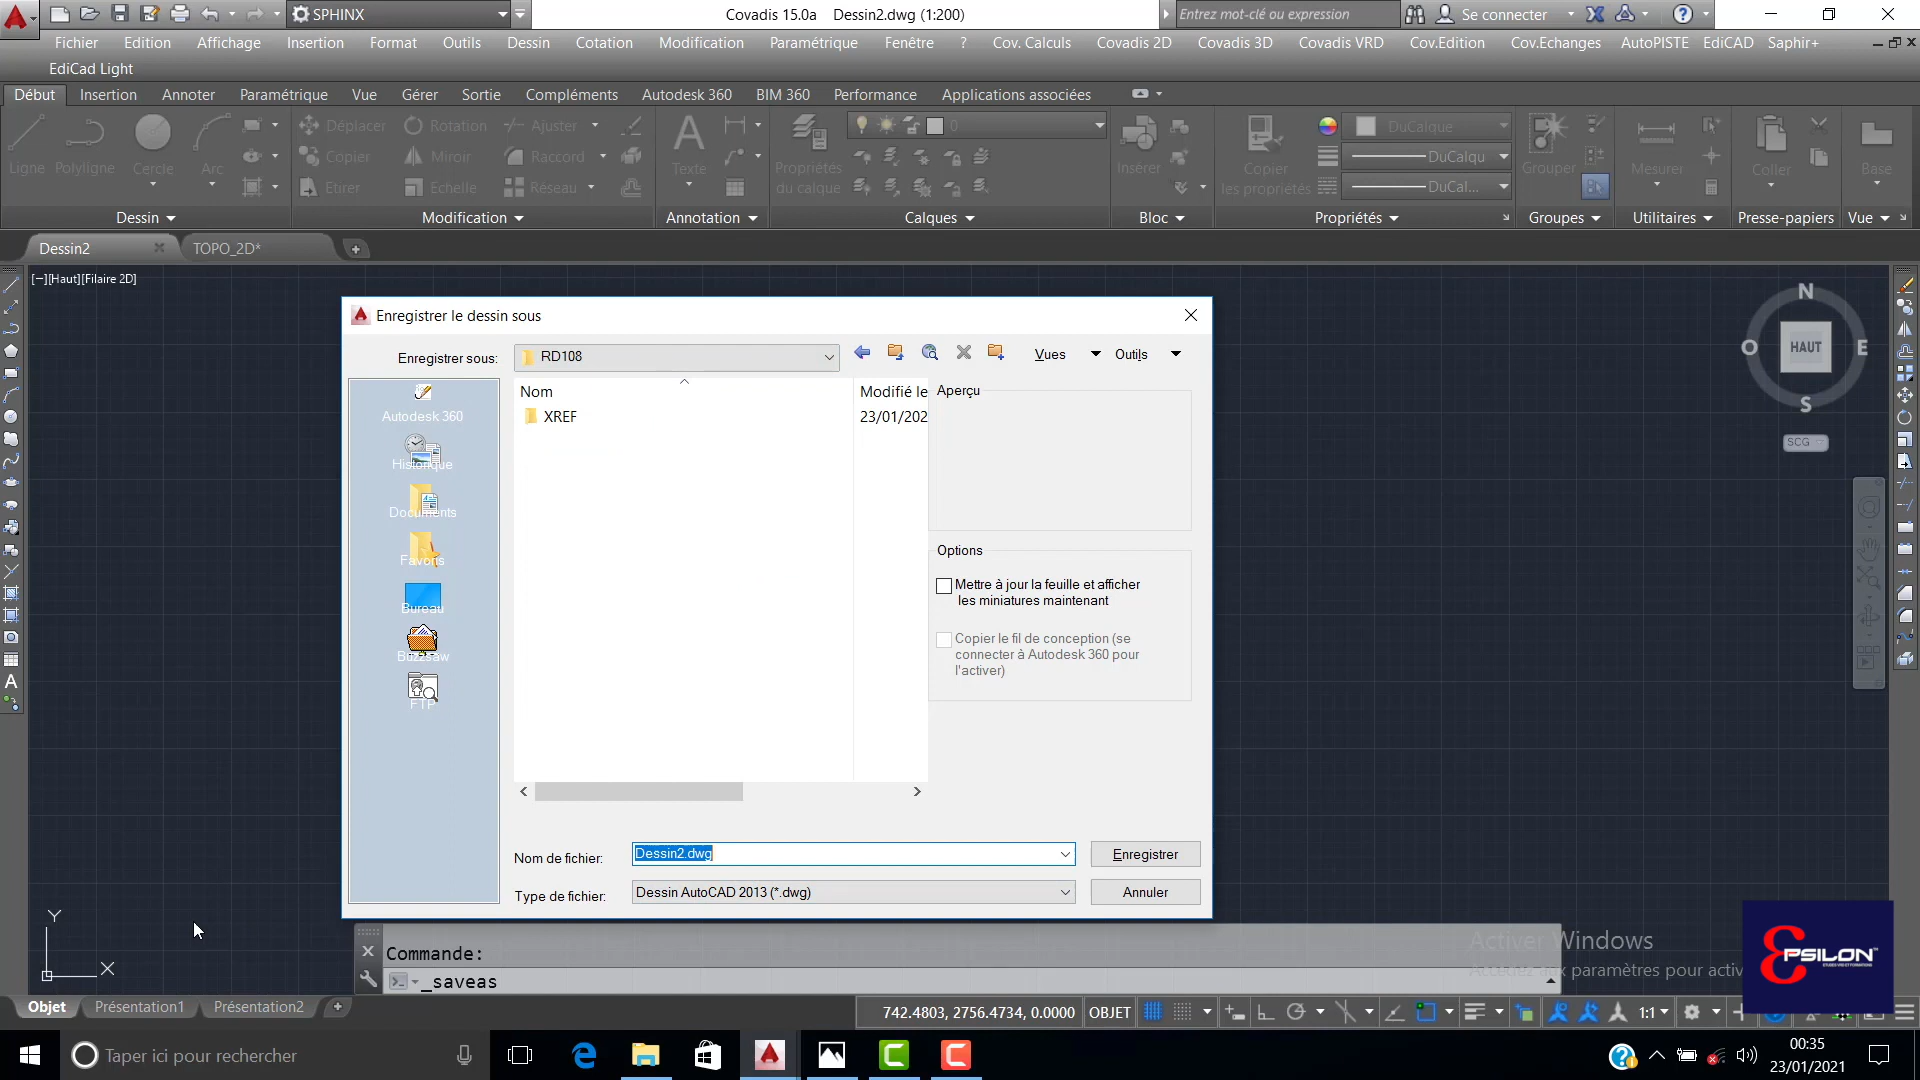 SPHINX
Covadis 15.0a Dessin2.dwg (1:200)
Entrez mot-clé ou expression
Se connecter
Fichier Edition Affichage Insertion Format Outils Dessin Cotation Modification Paramétrique Fenêtre ? Cov. Calculs Covadis 2D Covadis 3D Covadis VRD Cov.Edition Cov.Echanges AutoPISTE EdiCAD Saphir+
EdiCad Light
Début Insertion Annoter Paramétrique Vue Gérer Sortie Compléments Autodesk 360 BIM 360 Performance Applications associées
Déplacer Rotation Ajuster
0
DuCalque
Copier Miroir Raccord
DuCalqu
Ligne Polyligne Cercle Arc
Texte
Propriétés
du calque
Insérer
Copier
les propriétés
Grouper
Mesurer
Coller
Base
Etirer Echelle Réseau
DuCal...
Dessin Modification Annotation Calques Bloc Propriétés Groupes Utilitaires Presse-papiers Vue
Dessin2 TOPO_2D*
[−][Haut][Filaire 2D]
N
O HAUT E
S
SCG
Enregistrer le dessin sous
Enregistrer sous: RD108
Vues Outils
Nom Modifié le
XREF 23/01/202
Aperçu
Autodesk 360
Historique
Documents
Favoris
Bureau
Buzzsaw
FTP
Options
Mettre à jour la feuille et afficher
les miniatures maintenant
Copier le fil de conception (se
connecter à Autodesk 360 pour
l'activer)
Nom de fichier: Dessin2.dwg
Enregistrer
Type de fichier: Dessin AutoCAD 2013 (*.dwg)
Annuler
Y
X
Commande:
_saveas
Activer Windows
paramètres pour activ
EPSILON
Objet Présentation1 Présentation2
742.4803, 2756.4734, 0.0000 OBJET
1:1
Taper ici pour rechercher
00:35
23/01/2021
A